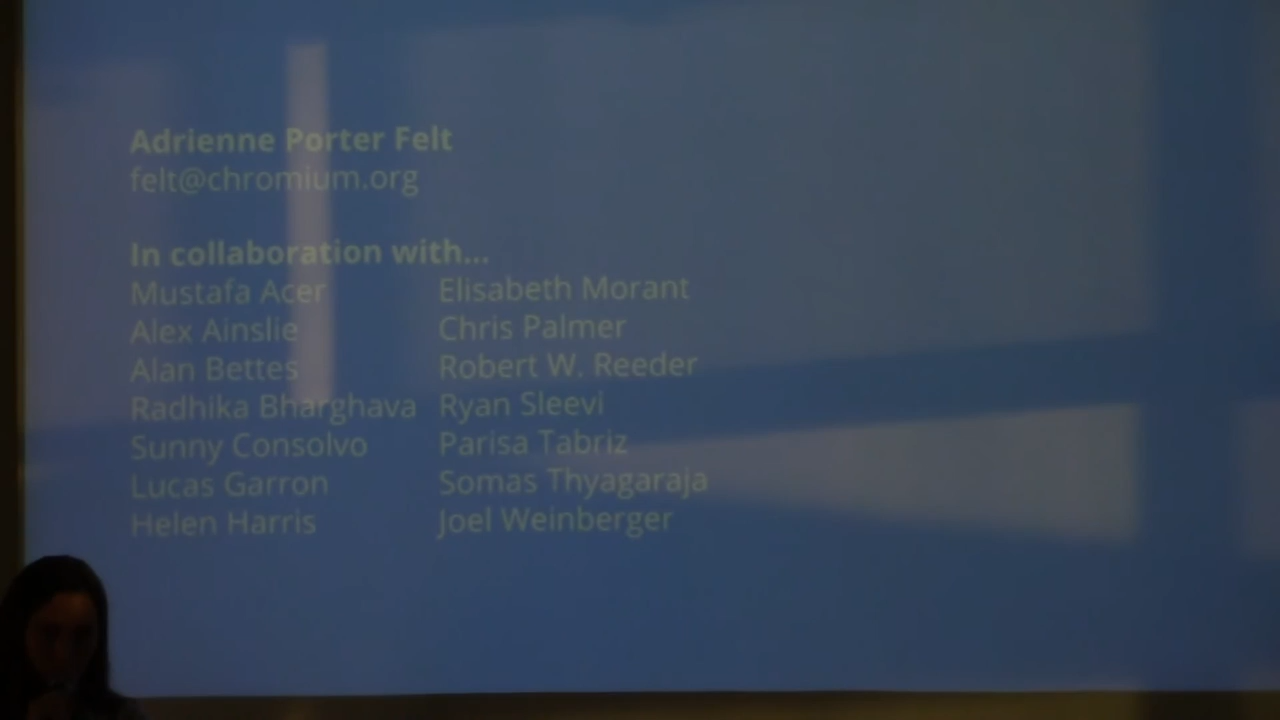 Adrienne Porter Felt
felt@chromium.org
In collaboration with...
Mustafa Acer
Alex Ainslie
Alan Bettes
Radhika Bharghava
Sunny Consolvo
Lucas Garron
Helen Harris
Elisabeth Morant
Chris Palmer
Robert W. Reeder
Ryan Sleevi
Parisa Tabriz
Somas Thyagaraja
Joel Weinberger